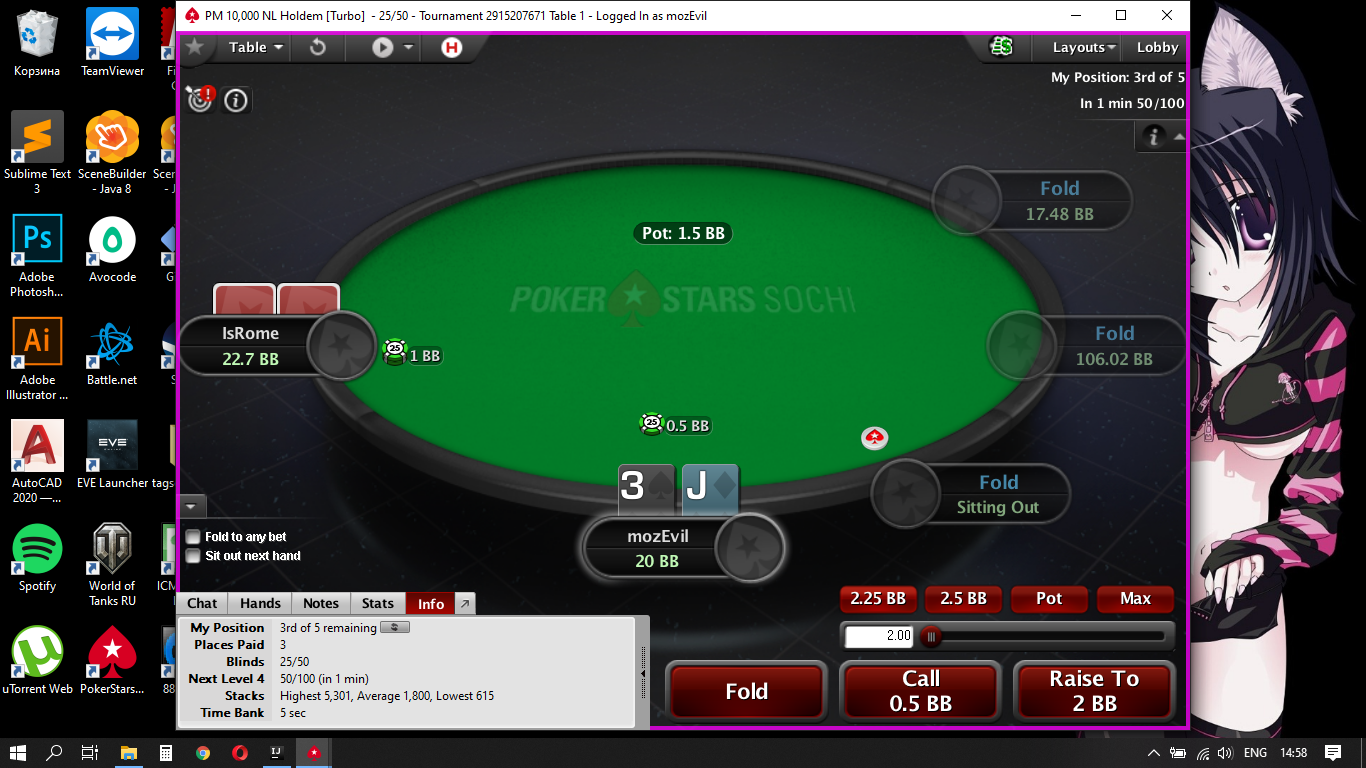 PM 10,000 NL Holdem [Turbo] - 25/50 - Tournament 2915207671 Table 1 - Logged In as mozEvil
Table
H
Layouts
Lobby
My Position: 3rd of 5
In 1 min 50/100
Корзина
TeamViewer
Sublime Text
3
SceneBuilder
- Java 8
Adobe
Photosh...
Avocode
Adobe
Illustrator ...
Battle.net
AutoCAD
2020 —...
EVE Launcher
tags
Spotify
World of
Tanks RU
uTorrent Web
PokerStars...
88
Fold
17.48 BB
Pot: 1.5 BB
POKER STARS SOCHI
IsRome
22.7 BB
25
1 BB
Fold
106.02 BB
25
0.5 BB
3 J
Fold
Sitting Out
mozEvil
20 BB
Fold to any bet
Sit out next hand
Chat
Hands
Notes
Stats
Info
My Position 3rd of 5 remaining
Places Paid 3
Blinds 25/50
Next Level 4 50/100 (in 1 min)
Stacks Highest 5,301, Average 1,800, Lowest 615
Time Bank 5 sec
2.25 BB
2.5 BB
Pot
Max
2.00
Fold
Call
0.5 BB
Raise To
2 BB
ENG
14:58